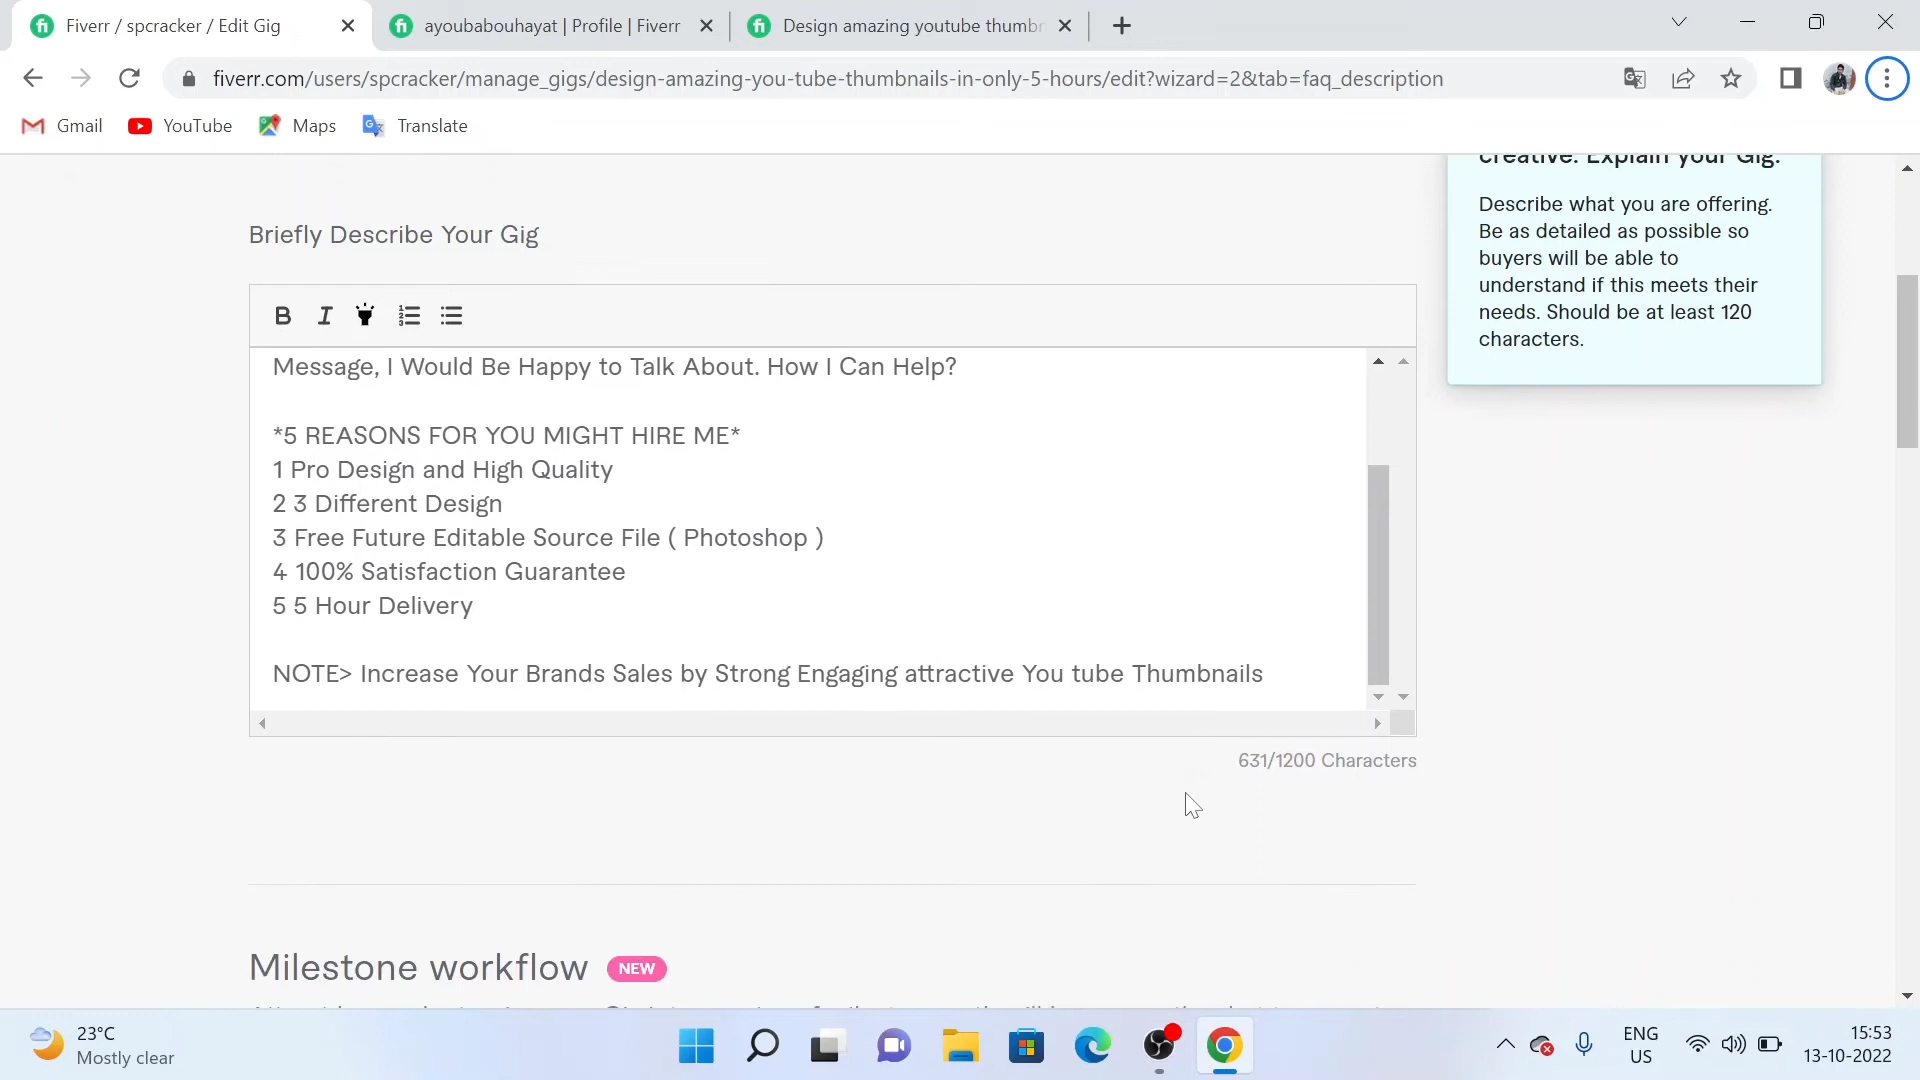 Fiverr / spcracker / Edit Gig
ayoubabouhayat | Profile | Fiverr
Design amazing youtube thumbn
fiverr.com/users/spcracker/manage_gigs/design-amazing-you-tube-thumbnails-in-only-5-hours/edit?wizard=2&tab=faq_description
Gmail
YouTube
Maps
Translate
creative. Explain your Gig.
Describe what you are offering.
Be as detailed as possible so
buyers will be able to
understand if this meets their
needs. Should be at least 120
characters.
Briefly Describe Your Gig
Message, I Would Be Happy to Talk About. How I Can Help?
*5 REASONS FOR YOU MIGHT HIRE ME*
1 Pro Design and High Quality
2 3 Different Design
3 Free Future Editable Source File ( Photoshop )
4 100% Satisfaction Guarantee
5 5 Hour Delivery
NOTE> Increase Your Brands Sales by Strong Engaging attractive You tube Thumbnails
631/1200 Characters
Milestone workflow NEW
23°C
Mostly clear
ENG
US
15:53
13-10-2022